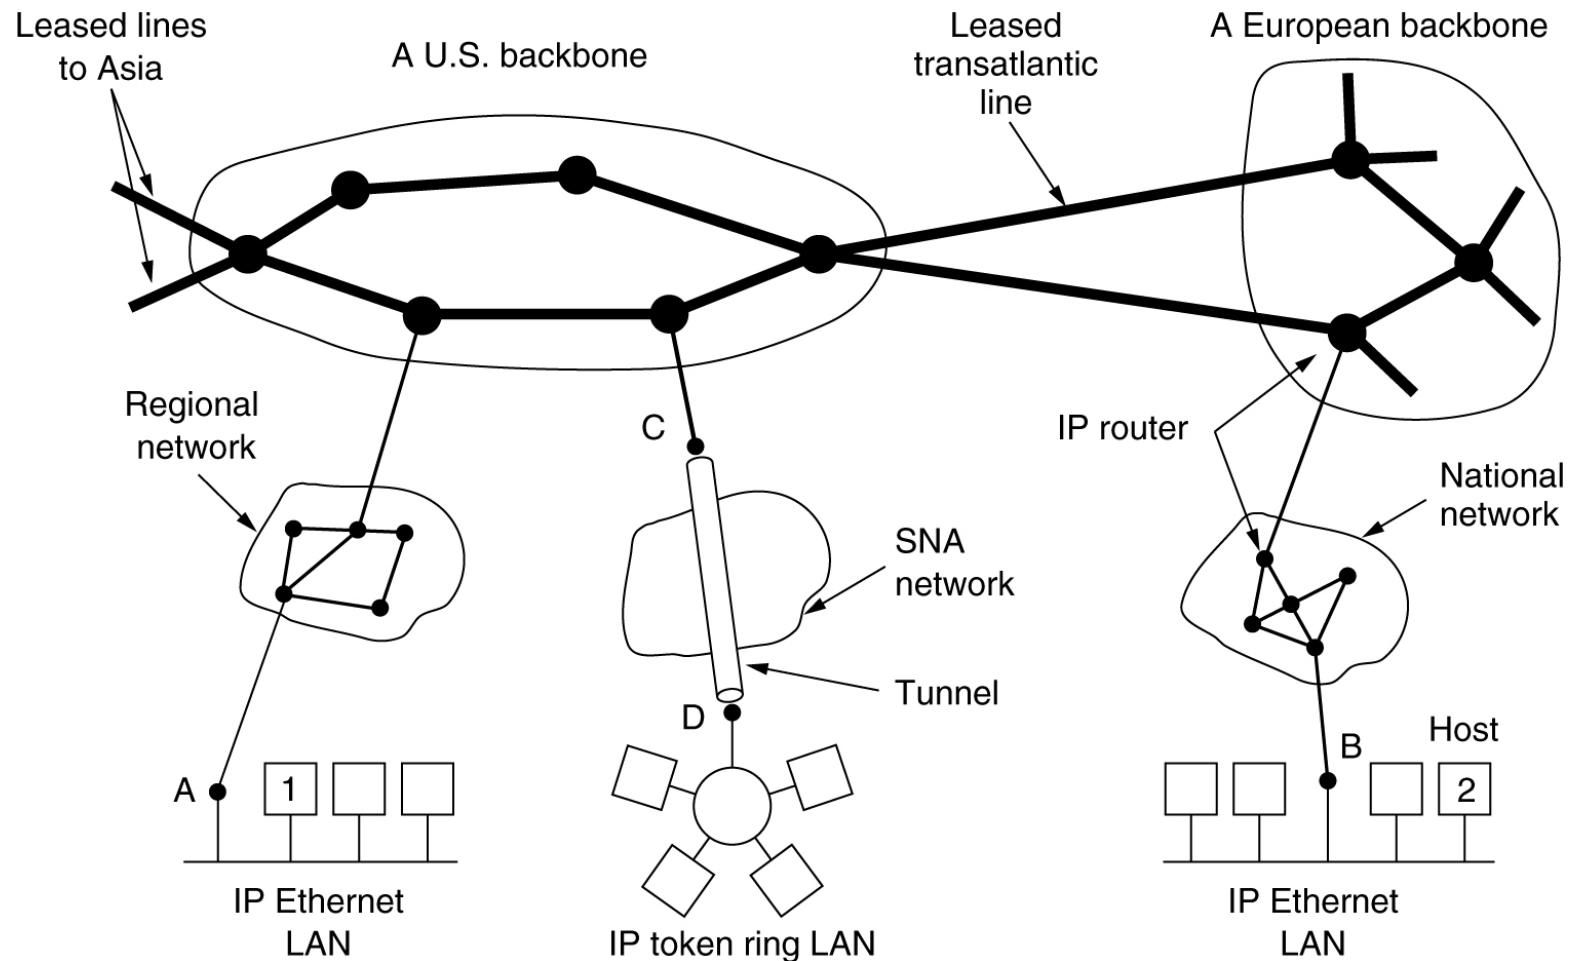 Leased lines
to Asia
A U.S. backbone
Leased
transatlantic
line
A European backbone
Regional
network
C
IP router
National
network
SNA
network
Tunnel
D
A
1
B
Host
2
IP Ethernet
LAN
IP token ring LAN
IP Ethernet
LAN